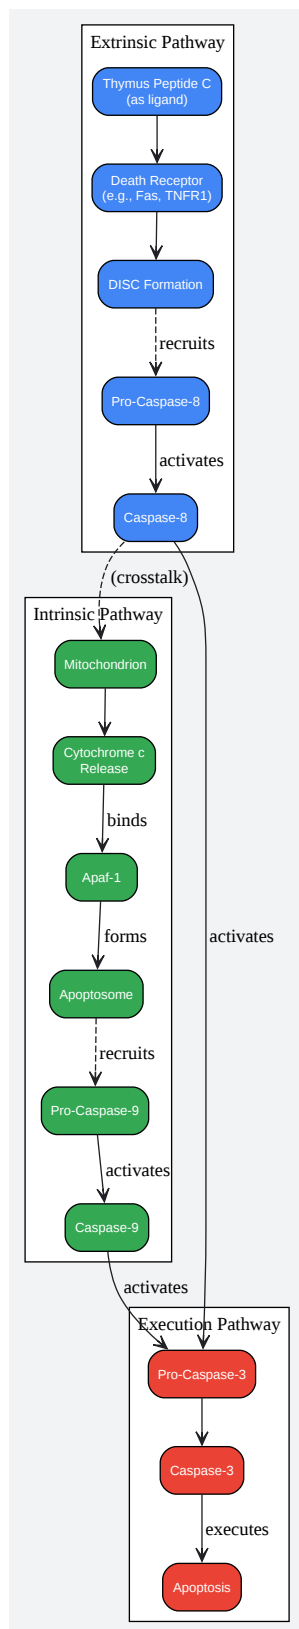 Extrinsic Pathway
Thymus Peptide C
(as ligand)
Death Receptor
(e.g., Fas, TNFR1)
DISC Formation
recruits
Pro-Caspase-8
activates
Caspase-8
(crosstalk)
Intrinsic Pathway
Mitochondrion
Cytochrome c
Release
binds
Apaf-1
forms
activates
Apoptosome
recruits
Pro-Caspase-9
activates
Caspase-9
activates
Execution Pathway
Pro-Caspase-3
Caspase-3
executes
Apoptosis